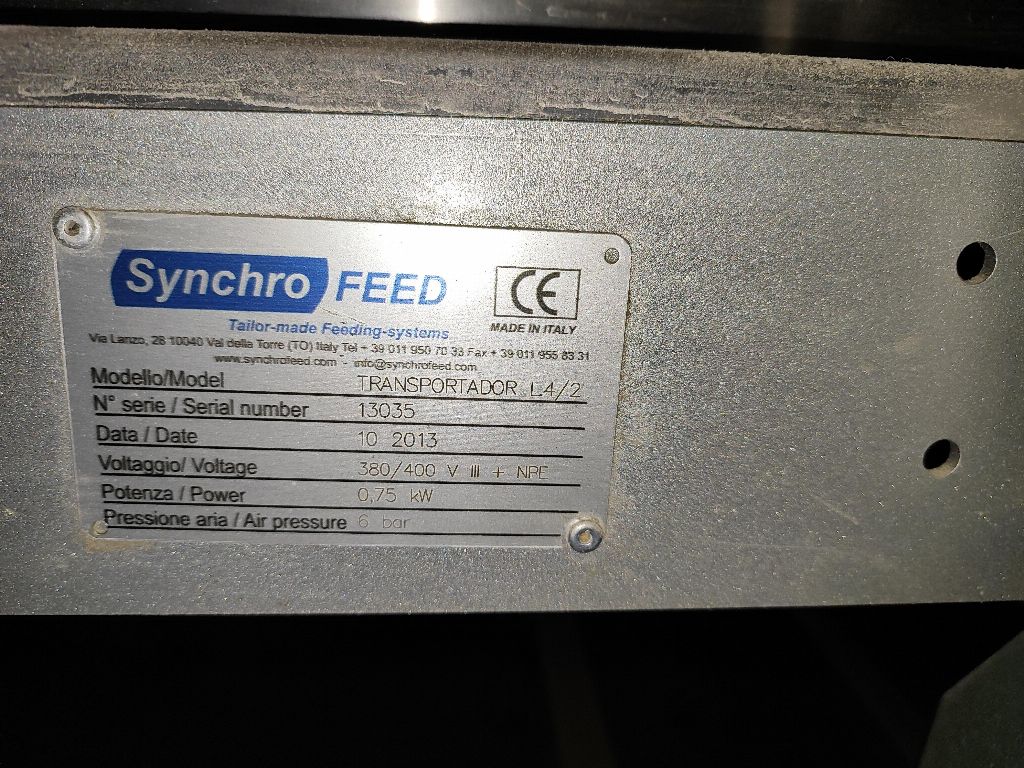 Synchro FEED
CE
Tailor-made Feeding-systems
MADE IN ITALY
Via Lanzo, 28 10040 Val della Torre (TO) Italy Tel + 39 011 950 70 33 Fax + 39 011 955 83 31
www.synchrofeed.com - info@synchrofeed.com
Modello/Model TRANSPORTADOR L4/2
N° serie / Serial number 13035
Data / Date 10 2013
Voltaggio/ Voltage 380/400 V III + NPE
Potenza / Power 0,75 kW
Pressione aria / Air pressure 6 bar